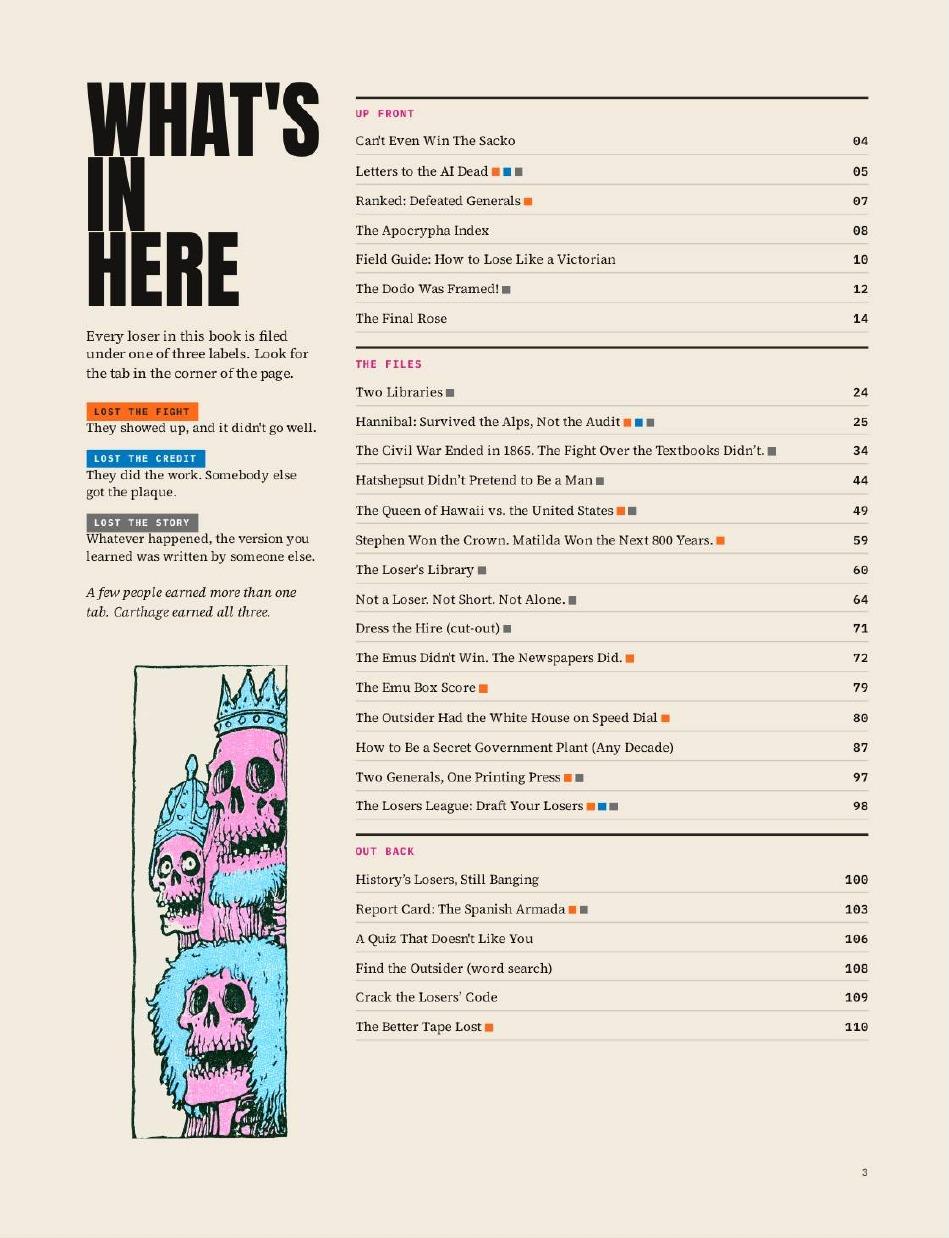 WHAT'S
IN
HERE
Every loser in this book is filed
under one of three labels. Look for
the tab in the corner of the page.
LOST THE FIGHT
They showed up, and it didn't go well.
LOST THE CREDIT
They did the work. Somebody else
got the plaque.
LOST THE STORY
Whatever happened, the version you
learned was written by someone else.
A few people earned more than one
tab. Carthage earned all three.
UP FRONT
Can't Even Win The Sacko 04
Letters to the AI Dead 05
Ranked: Defeated Generals 07
The Apocrypha Index 08
Field Guide: How to Lose Like a Victorian 10
The Dodo Was Framed! 12
The Final Rose 14
THE FILES
Two Libraries 24
Hannibal: Survived the Alps, Not the Audit 25
The Civil War Ended in 1865. The Fight Over the Textbooks Didn’t. 34
Hatshepsut Didn’t Pretend to Be a Man 44
The Queen of Hawaii vs. the United States 49
Stephen Won the Crown. Matilda Won the Next 800 Years. 59
The Loser's Library 60
Not a Loser. Not Short. Not Alone. 64
Dress the Hire (cut-out) 71
The Emus Didn't Win. The Newspapers Did. 72
The Emu Box Score 79
The Outsider Had the White House on Speed Dial 80
How to Be a Secret Government Plant (Any Decade) 87
Two Generals, One Printing Press 97
The Losers League: Draft Your Losers 98
OUT BACK
History’s Losers, Still Banging 100
Report Card: The Spanish Armada 103
A Quiz That Doesn't Like You 106
Find the Outsider (word search) 108
Crack the Losers’ Code 109
The Better Tape Lost 110
3